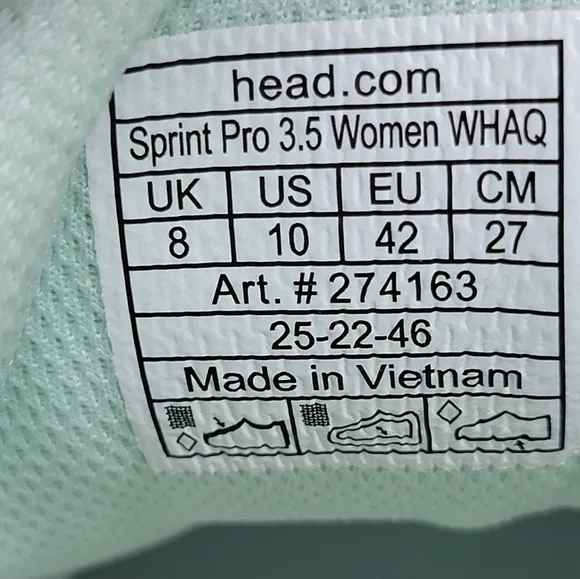 head.com
Sprint Pro 3.5 Women WHAQ
UK US EU CM
8 10 42 27
Art. # 274163
25-22-46
Made in Vietnam